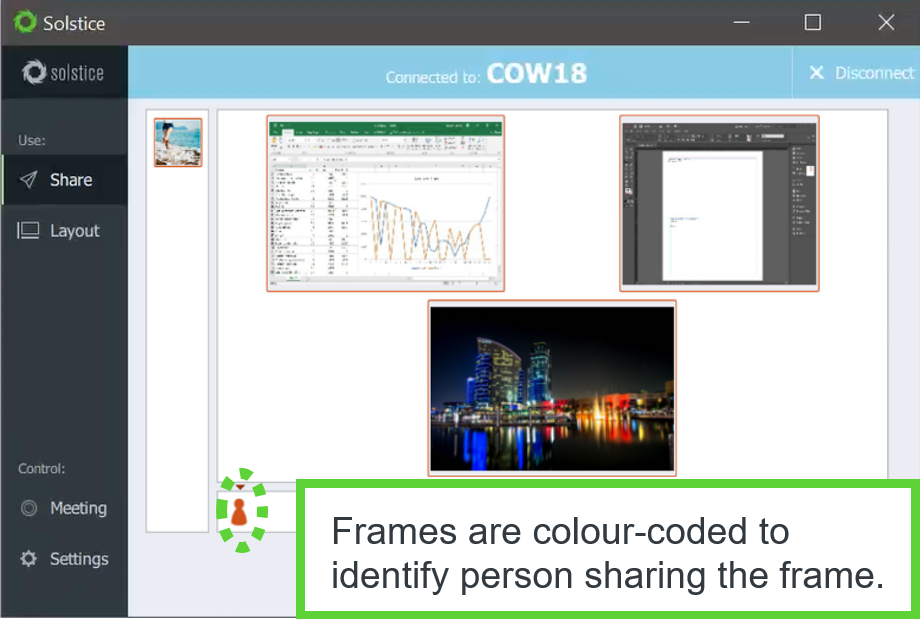 Solstice
solstice
Connected to: COW18
Disconnect
Use:
Share
Layout
Control:
Meeting
Settings
Frames are colour-coded to
identify person sharing the frame.